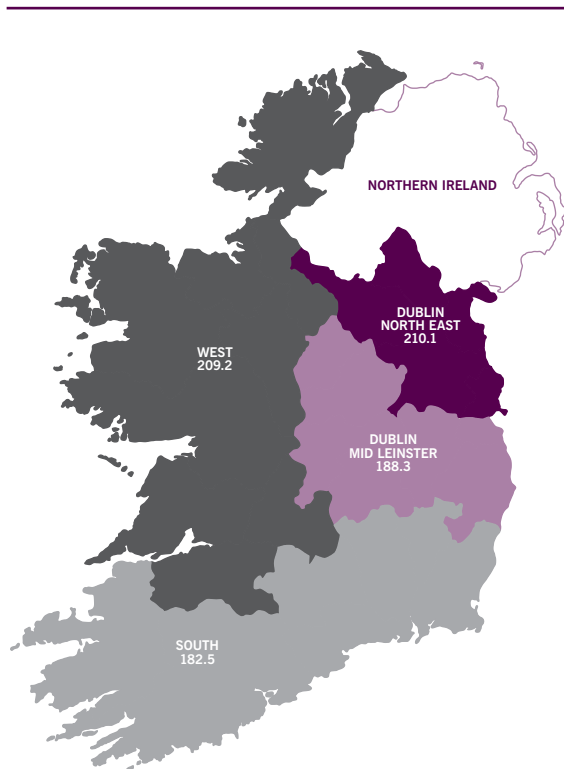 NORTHERN IRELAND
DUBLIN
NORTH EAST
210.1
WEST
209.2
DUBLIN
MID LEINSTER
188.3
SOUTH
182.5